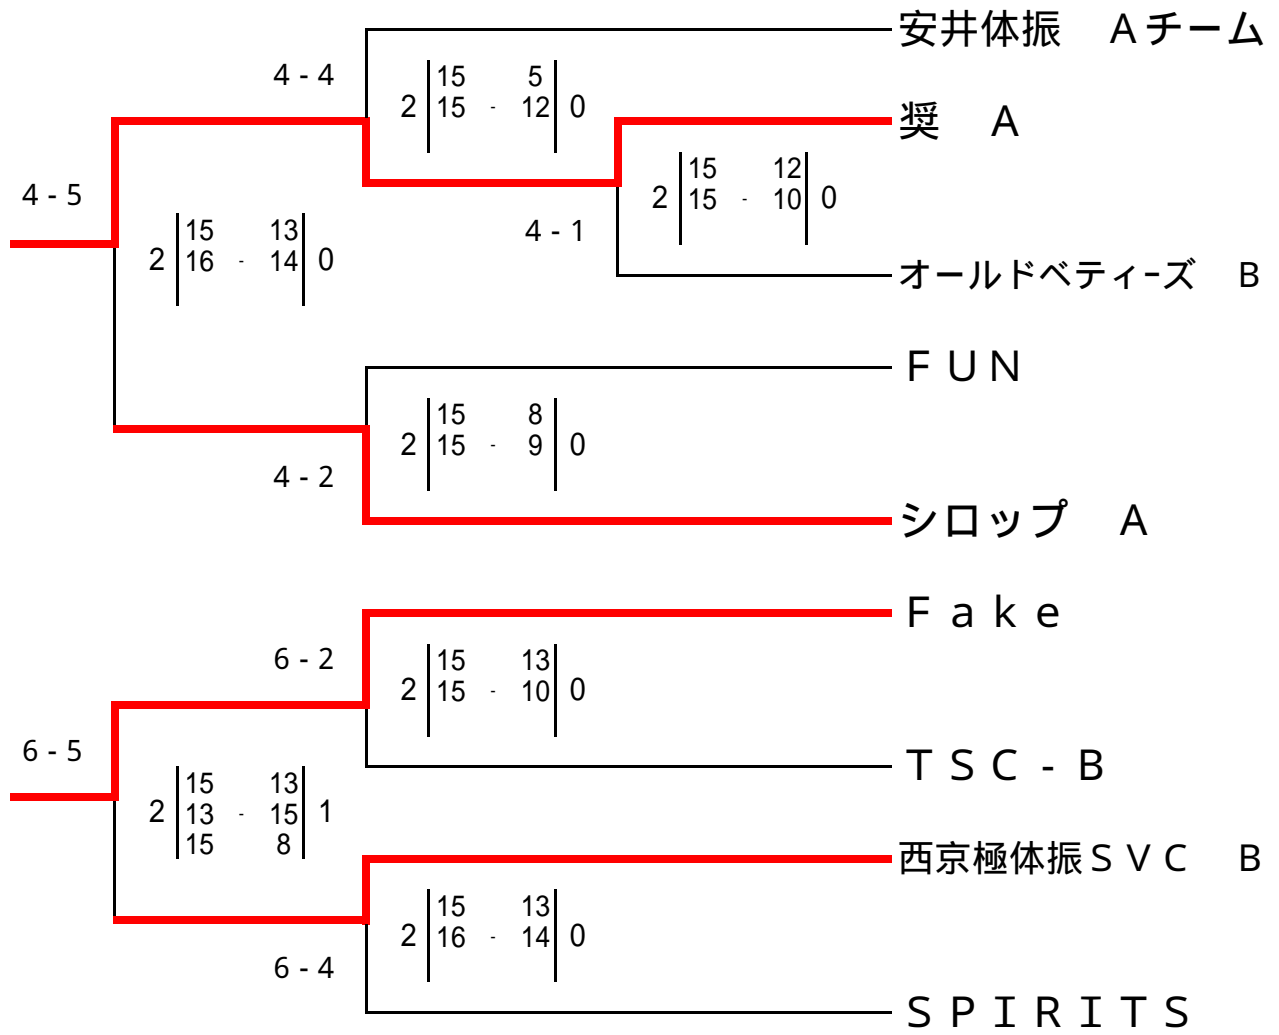 安井体振　Aチーム
4 - 4
15 5
2 15 - 12 0
奨　A
15 12
2 15 - 10 0
4 - 5
4 - 1
15 13
2 16 - 14 0
オールドベティーズ　B
ＦＵＮ
15 8
2 15 - 9 0
4 - 2
シロップ　A
Ｆａｋｅ
6 - 2
15 13
2 15 - 10 0
6 - 5
ＴＳＣ-Ｂ
15 13
2 13 - 15 1
15 8
西京極体振ＳＶＣ　B
15 13
2 16 - 14 0
6 - 4
ＳＰＩＲＩＴＳ